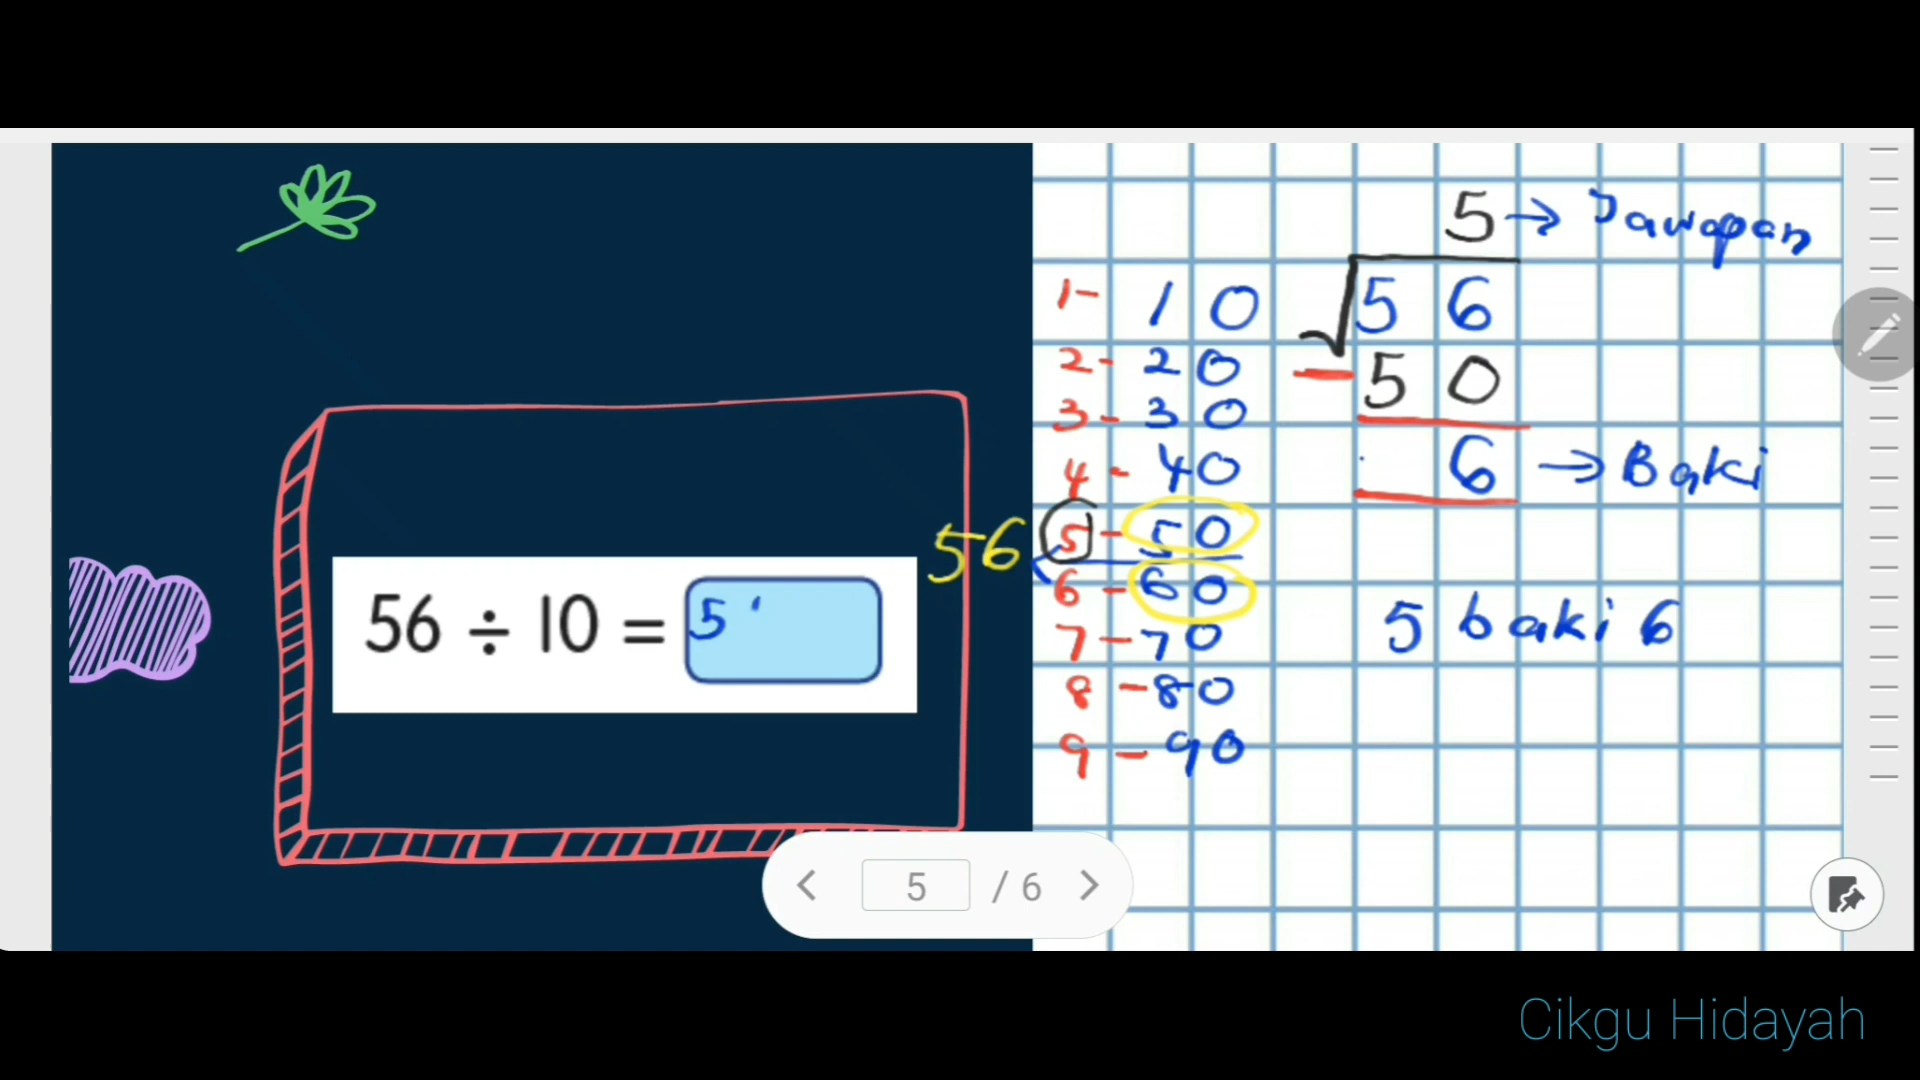 56 ÷ 10 = 5
56
1- 10
2- 20
3- 30
4- 40
5- 50
6- 60
7- 70
8- 80
9- 90
5 → Jawapan
56
- 50
6 → Baki
5 baki 6
5 / 6
Cikgu Hidayah